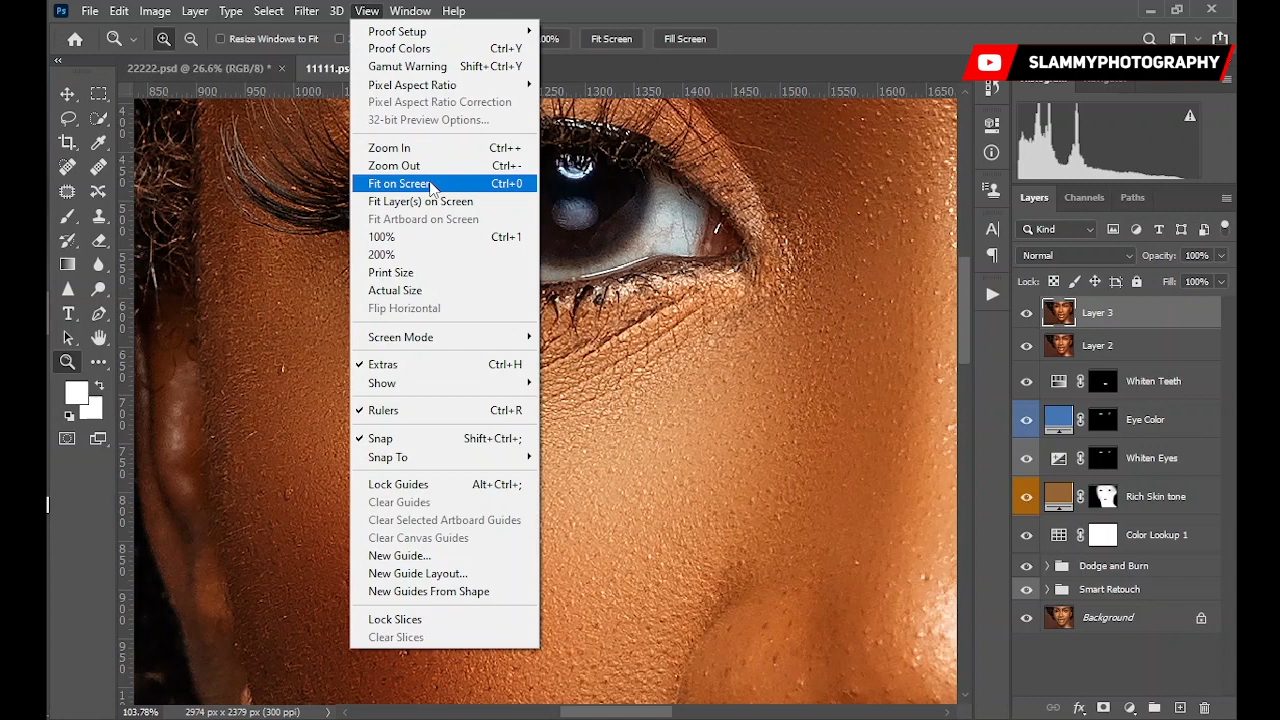 Ps File Edit Image Layer Type Select Filter 3D View Window Help
Resize Windows to Fit
Fit Screen Fill Screen
SLAMMYPHOTOGRAPHY
22222.psd @ 26.6% (RGB/8) * ×
11111.ps
850 900 950 1000 1250 1300 1350 1400 1450 1500 1550 1600 1650
Proof Setup
Proof Colors Ctrl+Y
Gamut Warning Shift+Ctrl+Y
Pixel Aspect Ratio
Pixel Aspect Ratio Correction
32-bit Preview Options...
Zoom In Ctrl++
Zoom Out Ctrl+-
Fit on Screen Ctrl+0
Fit Layer(s) on Screen
Fit Artboard on Screen
100% Ctrl+1
200%
Print Size
Actual Size
Flip Horizontal
Screen Mode
Extras Ctrl+H
Show
Rulers Ctrl+R
Snap Shift+Ctrl+;
Snap To
Lock Guides Alt+Ctrl+;
Clear Guides
Clear Selected Artboard Guides
Clear Canvas Guides
New Guide...
New Guide Layout...
New Guides From Shape
Lock Slices
Clear Slices
Layers Channels Paths
Kind
Normal Opacity: 100%
Lock: Fill: 100%
Layer 3
Layer 2
Whiten Teeth
Eye Color
Whiten Eyes
Rich Skin tone
Color Lookup 1
Dodge and Burn
Smart Retouch
Background
103.78% 2974 px x 2379 px (300 ppi)